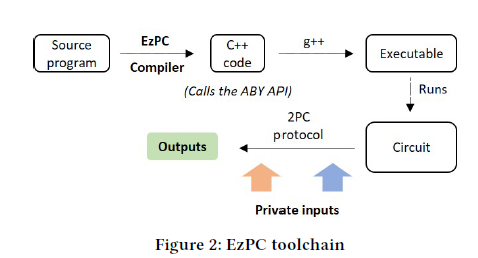 Source
program
EzPC
Compiler
C++
code
g++
Executable
(Calls the ABY API)
Runs
2PC
protocol
Circuit
Outputs
Private inputs
Figure 2: EzPC toolchain